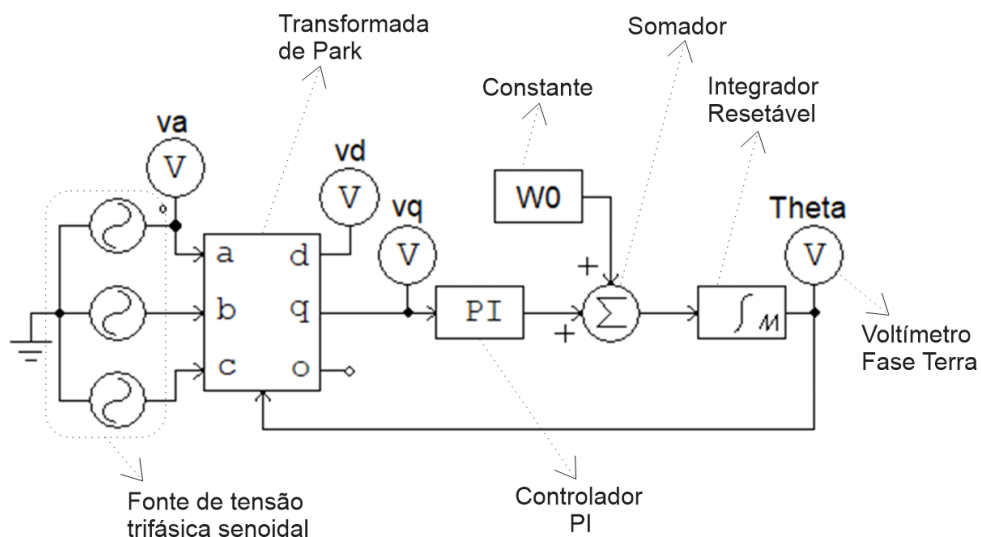 Transformada
de Park
Somador
Constante
Integrador
Resetável
va
V
vd
V
vq
V
W0
Theta
V
a
d
b
q
c
o
PI
+
+
Σ
∫M
Voltímetro
Fase Terra
Fonte de tensão
trifásica senoidal
Controlador
PI